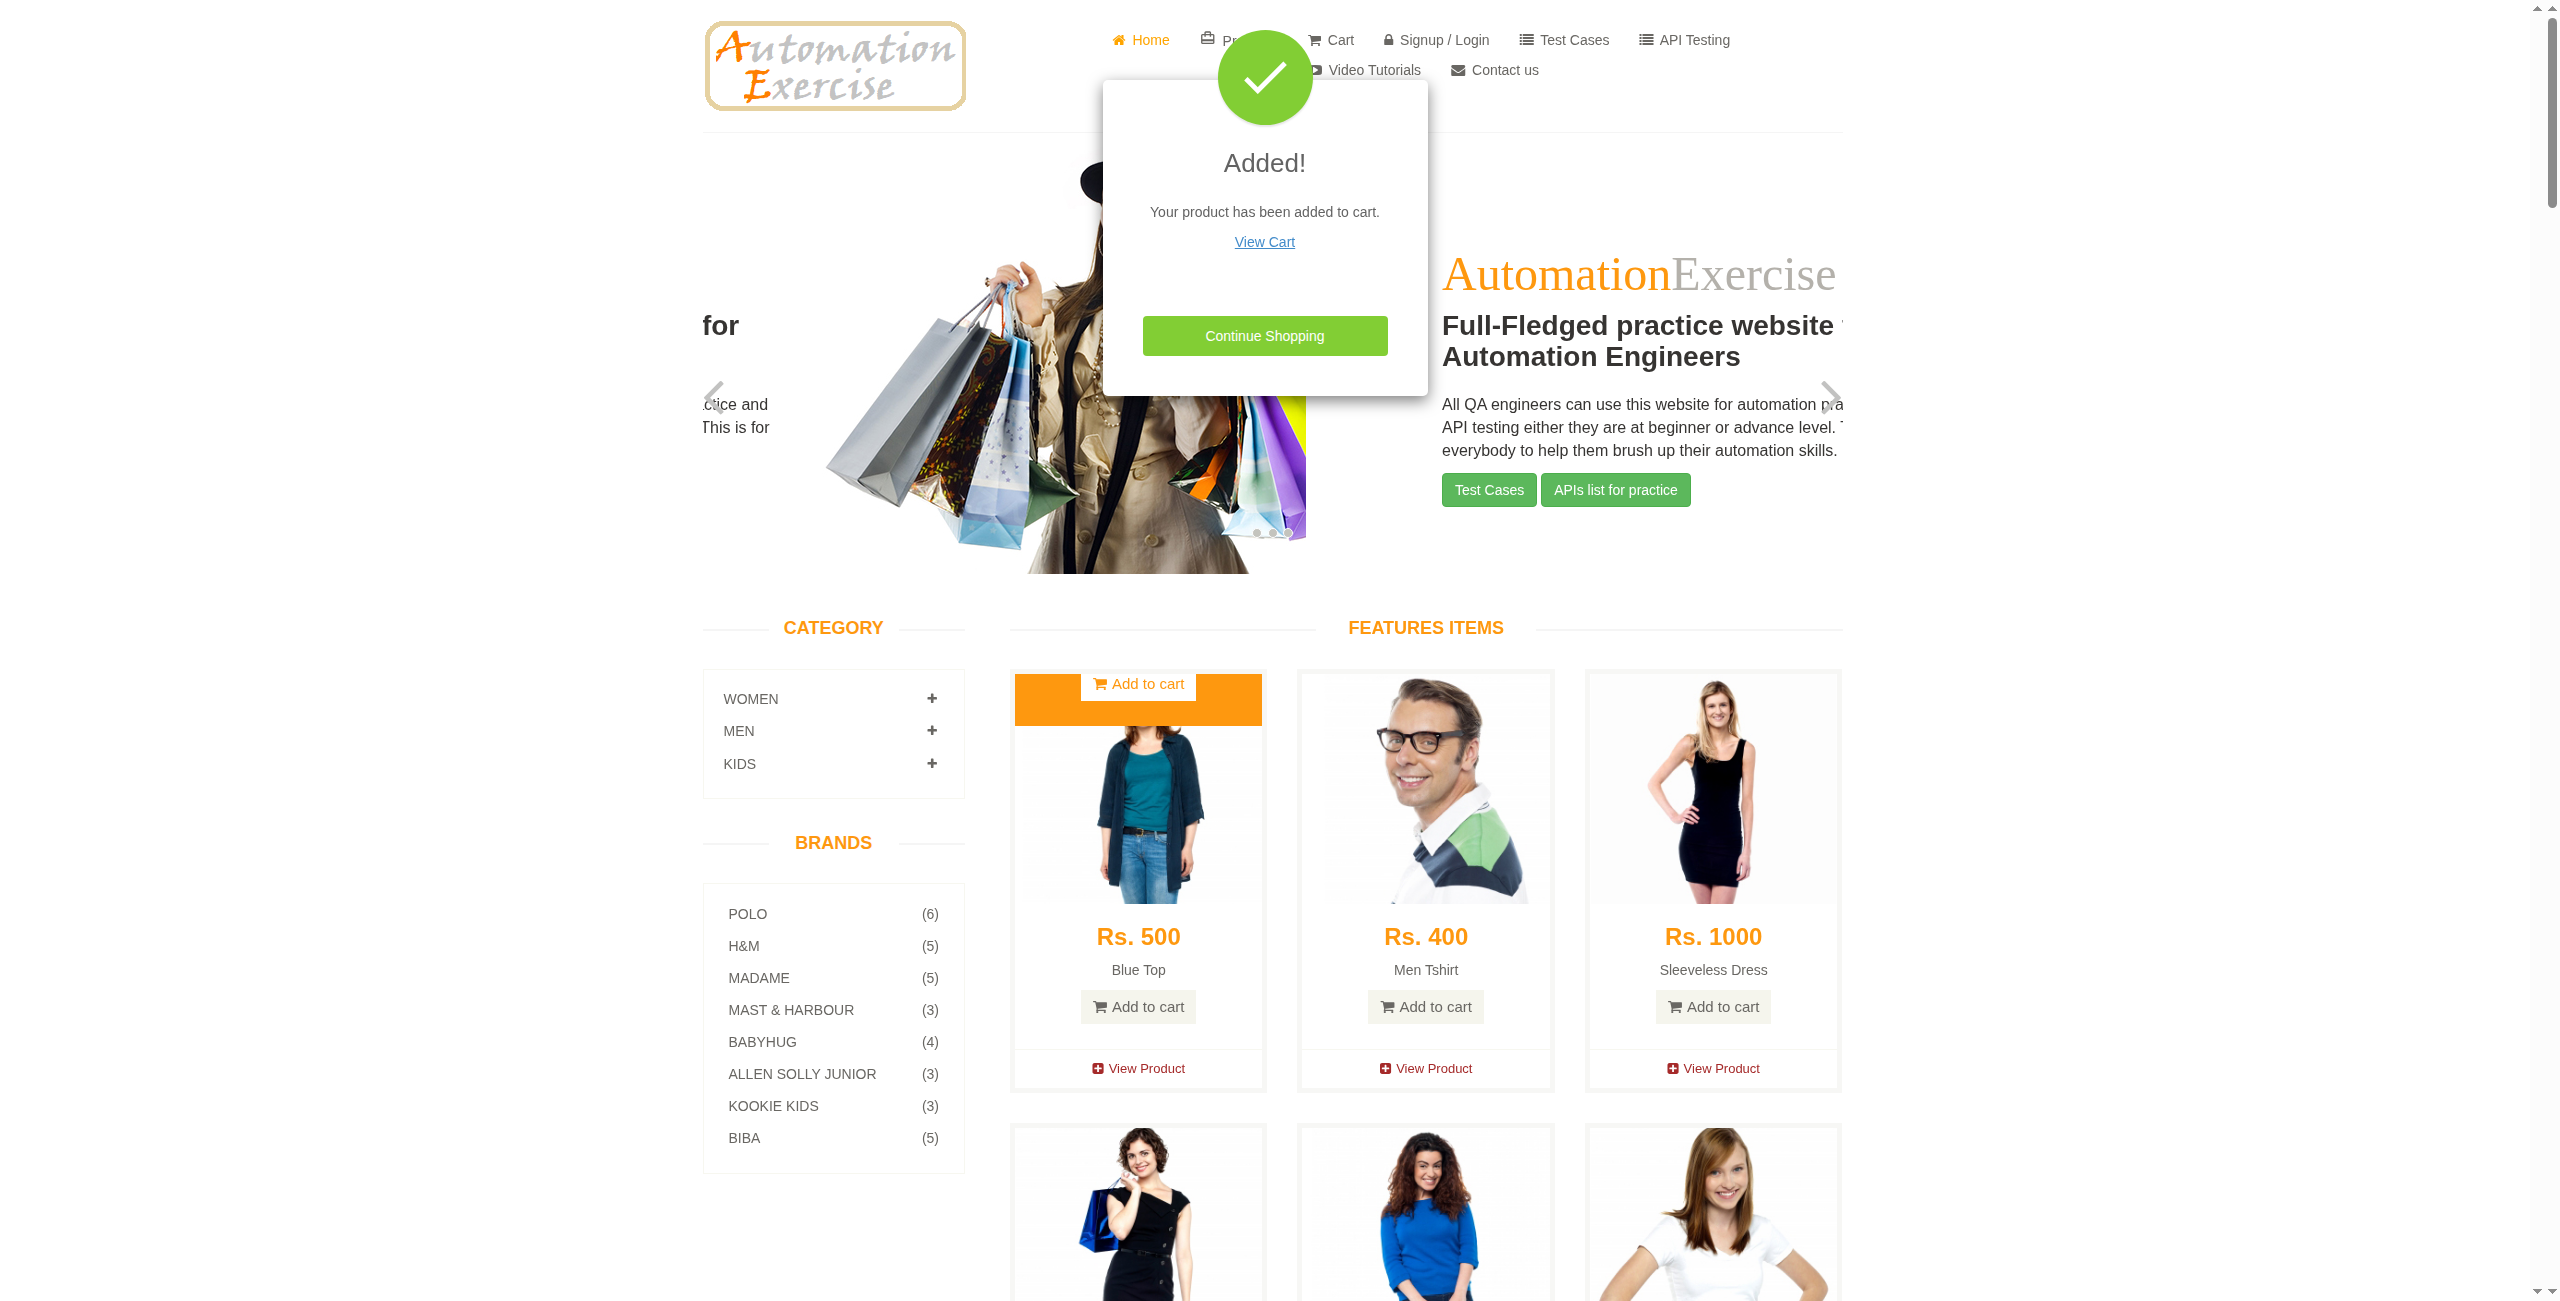 Automation
Exercise
Home
Cart
Signup / Login
Test Cases
API Testing
Video Tutorials
Contact us
Added!
Your product has been added to cart.
View Cart
Continue Shopping
for
ctice and
This is for
AutomationExercise
Full-Fledged practice website
Automation Engineers
All QA engineers can use this website for automation pra
API testing either they are at beginner or advance level.
everybody to help them brush up their automation skills.
Test Cases
APIs list for practice
CATEGORY
WOMEN
MEN
KIDS
BRANDS
POLO (6)
H&M (5)
MADAME (5)
MAST & HARBOUR (3)
BABYHUG (4)
ALLEN SOLLY JUNIOR (3)
KOOKIE KIDS (3)
BIBA (5)
FEATURES ITEMS
Add to cart
Rs. 500
Blue Top
Add to cart
View Product
Rs. 400
Men Tshirt
Add to cart
View Product
Rs. 1000
Sleeveless Dress
Add to cart
View Product